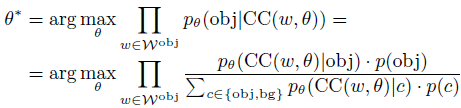 θ* = arg max_θ ∏_{w∈𝒲^obj} p_θ(obj|CC(w, θ)) =
= arg max_θ ∏_{w∈𝒲^obj} p_θ(CC(w, θ)|obj) · p(obj) / ∑_{c∈{obj,bg}} p_θ(CC(w, θ)|c) · p(c)